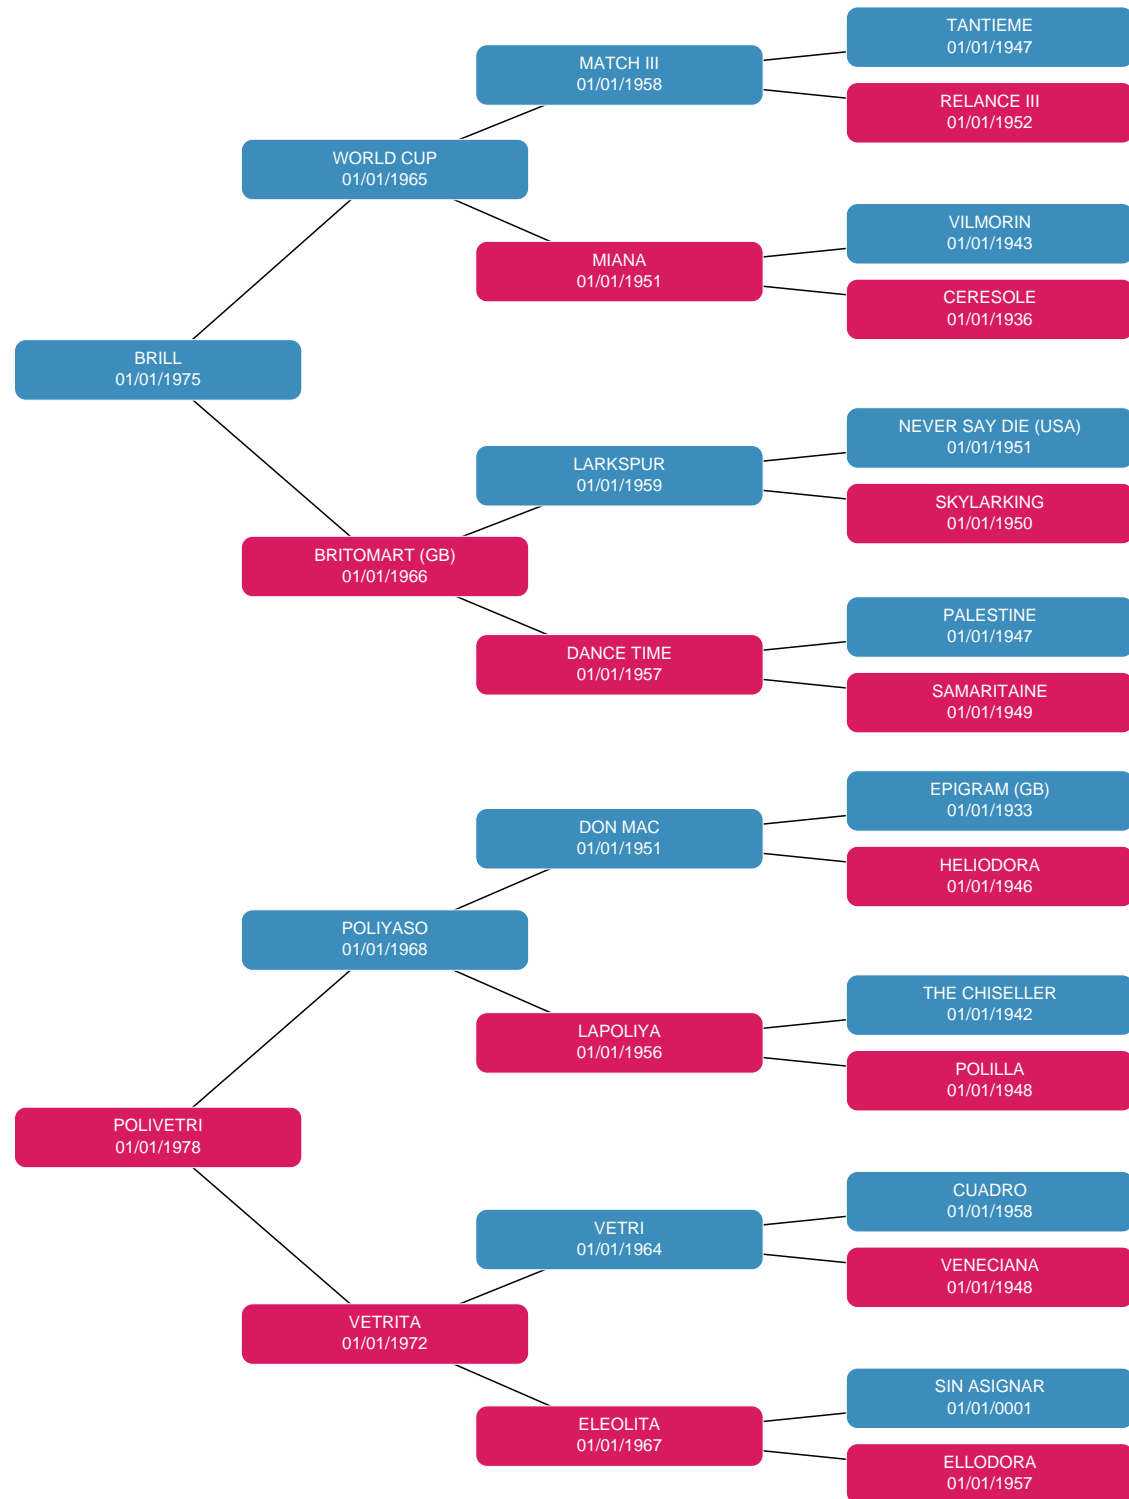 TANTIEME
01/01/1947
MATCH III
01/01/1958
RELANCE III
01/01/1952
WORLD CUP
01/01/1965
VILMORIN
01/01/1943
MIANA
01/01/1951
CERESOLE
01/01/1936
BRILL
01/01/1975
NEVER SAY DIE (USA)
01/01/1951
LARKSPUR
01/01/1959
SKYLARKING
01/01/1950
BRITOMART (GB)
01/01/1966
PALESTINE
01/01/1947
DANCE TIME
01/01/1957
SAMARITAINE
01/01/1949
EPIGRAM (GB)
01/01/1933
DON MAC
01/01/1951
HELIODORA
01/01/1946
POLIYASO
01/01/1968
THE CHISELLER
01/01/1942
LAPOLIYA
01/01/1956
POLILLA
01/01/1948
POLIVETRI
01/01/1978
CUADRO
01/01/1958
VETRI
01/01/1964
VENECIANA
01/01/1948
VETRITA
01/01/1972
SIN ASIGNAR
01/01/0001
ELEOLITA
01/01/1967
ELLODORA
01/01/1957